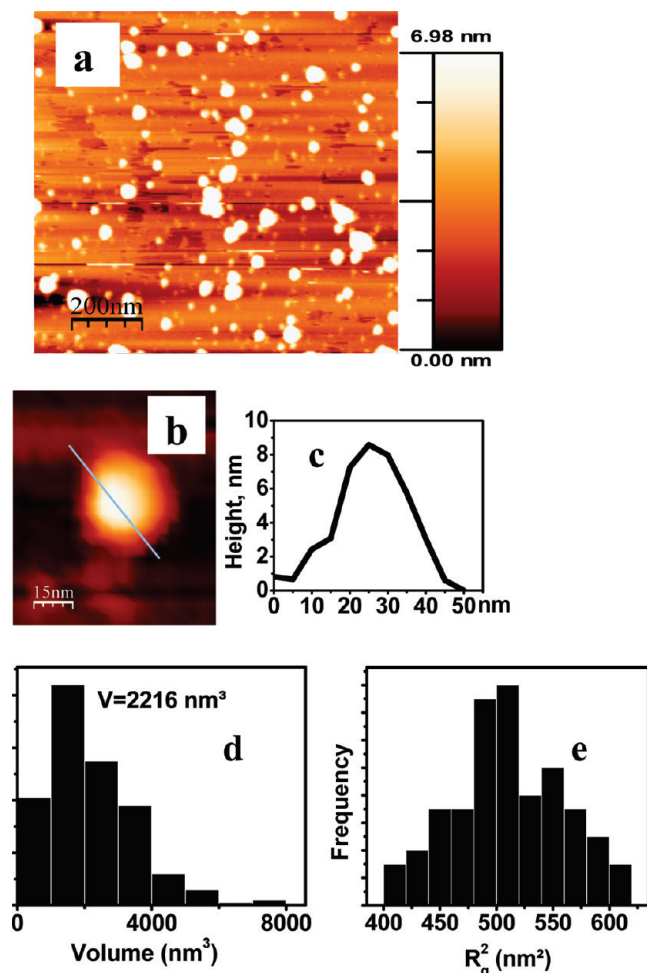 a
6.98 nm
200nm
0.00 nm
b
15nm
c
Height, nm
10
8
6
4
2
0
0 10 20 30 40 50 nm
d
V=2216 nm³
0 4000 8000
Volume (nm³)
e
Frequency
400 450 500 550 600
R_g² (nm²)